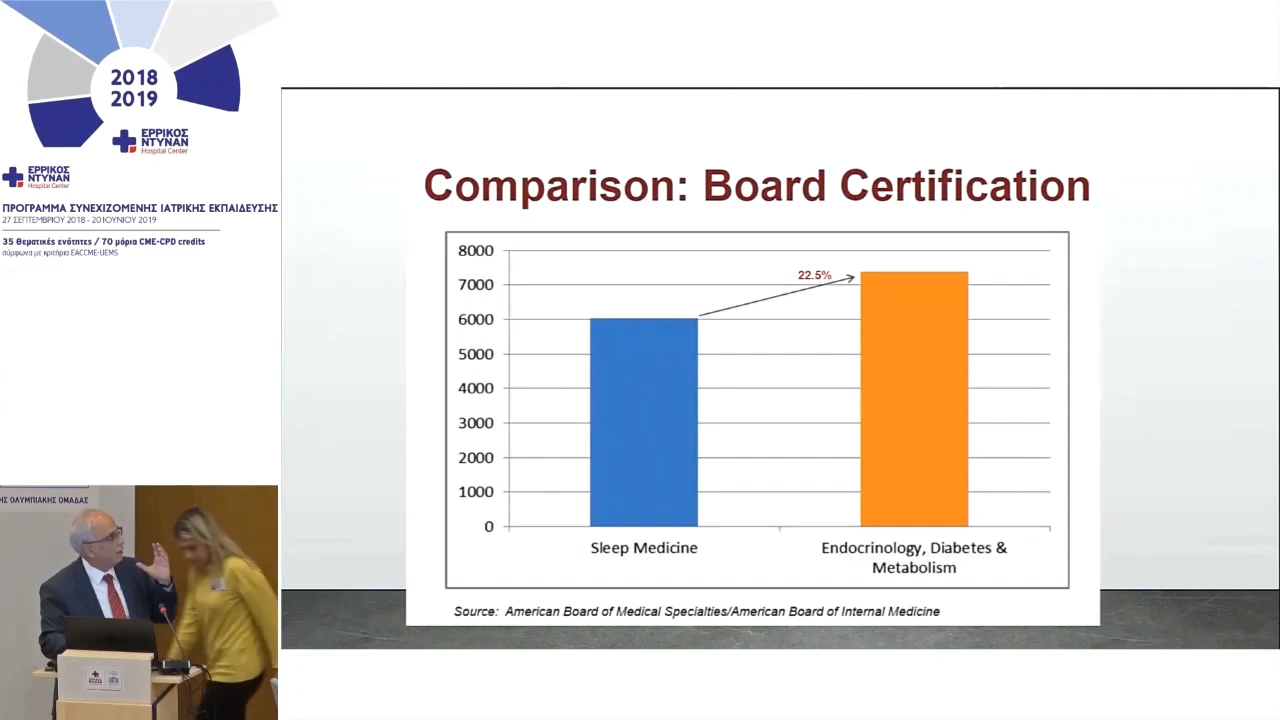 2018
2019
ΕΡΡΙΚΟΣ
ΝΤΥΝΑΝ
Hospital Center
ΕΡΡΙΚΟΣ
ΝΤΥΝΑΝ
Hospital Center
ΠΡΟΓΡΑΜΜΑ ΣΥΝΕΧΙΖΟΜΕΝΗΣ ΙΑΤΡΙΚΗΣ ΕΚΠΑΙΔΕΥΣΗΣ
27 ΣΕΠΤΕΜΒΡΙΟΥ 2018 - 20 ΙΟΥΝΙΟΥ 2019
35 θεματικές ενότητες / 70 μόρια CME-CPD credits
σύμφωνα με κριτήρια EACCME-UEMS
ΗΣ ΟΛΥΜΠΙΑΚΗΣ ΟΜΑΔΑΣ
Comparison: Board Certification
8000
7000
6000
5000
4000
3000
2000
1000
0
22.5%
Sleep Medicine
Endocrinology, Diabetes &
Metabolism
Source: American Board of Medical Specialties/American Board of Internal Medicine